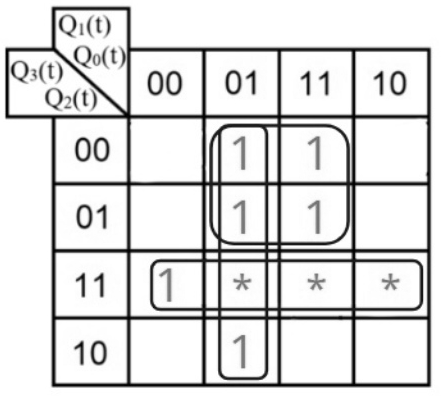 Q1(t)
Q0(t)
Q3(t)
Q2(t)
00 01 11 10
00 1 1
01 1 1
11 1 * * *
10 1